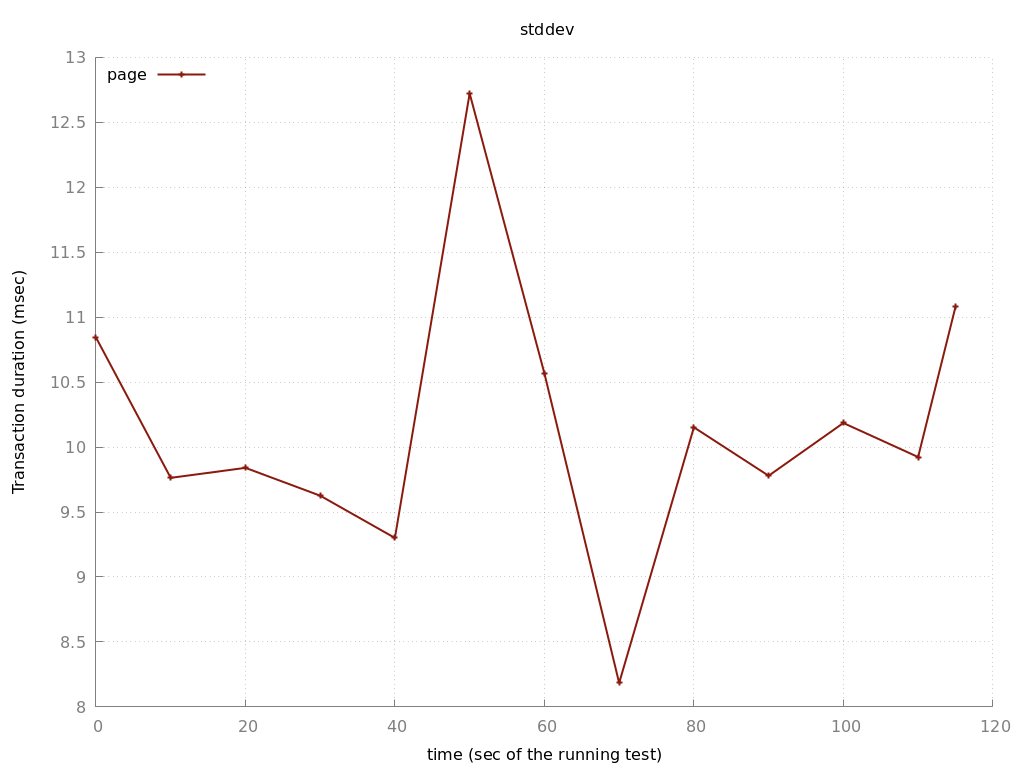 stddev
page
13
12.5
12
11.5
11
10.5
10
9.5
9
8.5
8
Transaction duration (msec)
0 20 40 60 80 100 120
time (sec of the running test)